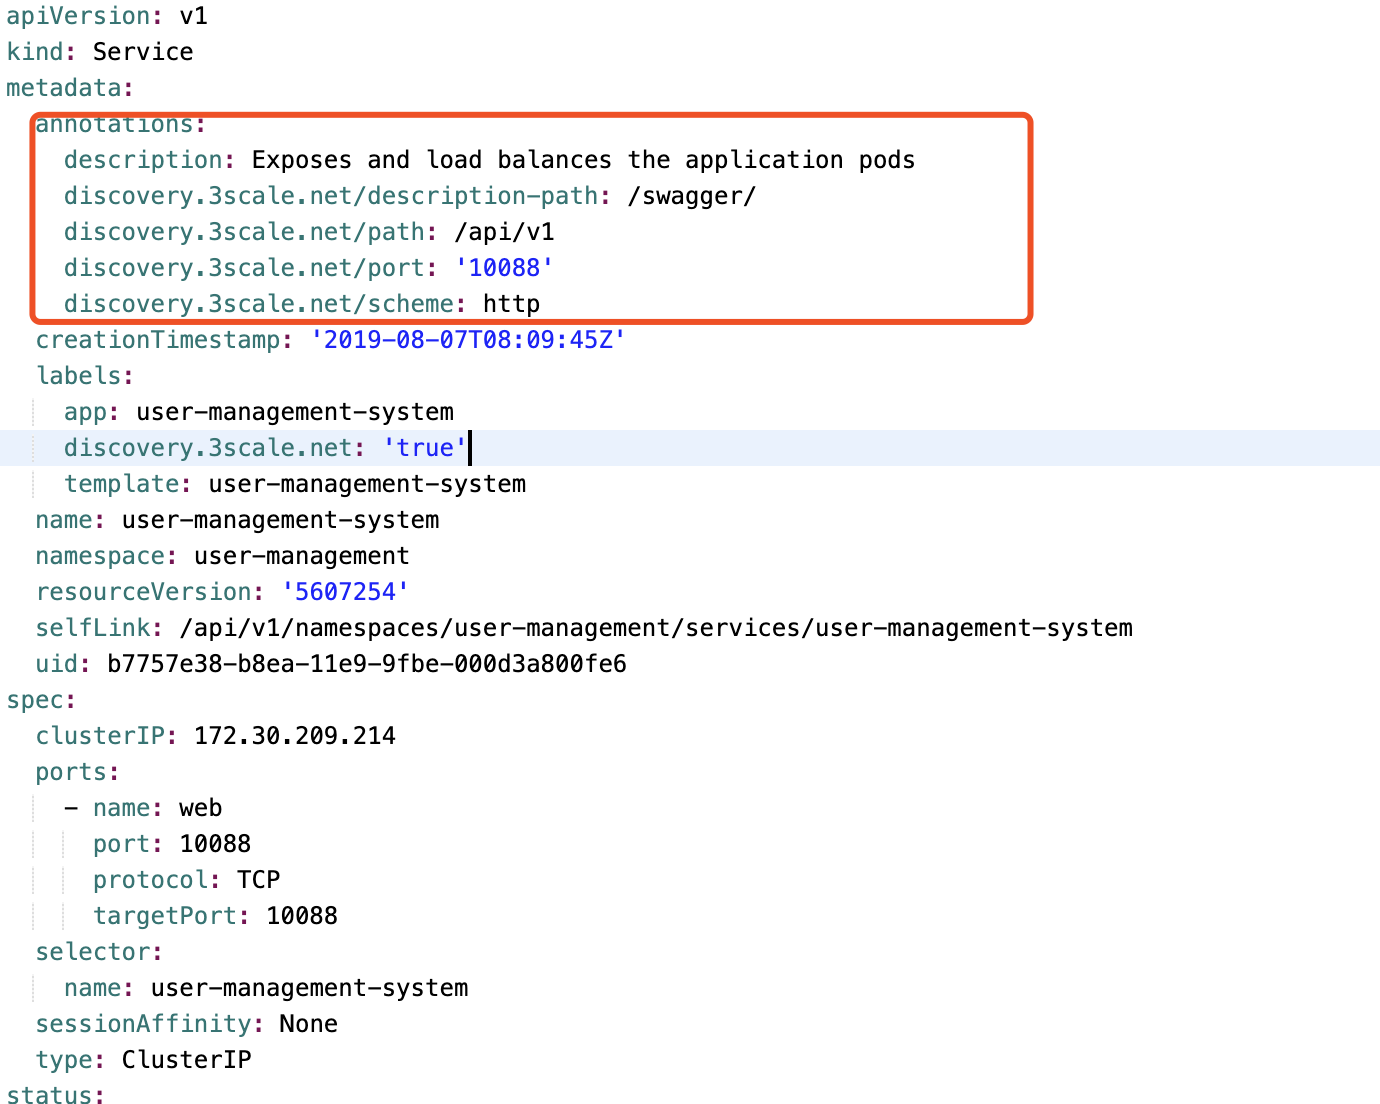 apiVersion: v1
kind: Service
metadata:
  annotations:
    description: Exposes and load balances the application pods
    discovery.3scale.net/description-path: /swagger/
    discovery.3scale.net/path: /api/v1
    discovery.3scale.net/port: '10088'
    discovery.3scale.net/scheme: http
  creationTimestamp: '2019-08-07T08:09:45Z'
  labels:
    app: user-management-system
    discovery.3scale.net: 'true'
    template: user-management-system
  name: user-management-system
  namespace: user-management
  resourceVersion: '5607254'
  selfLink: /api/v1/namespaces/user-management/services/user-management-system
  uid: b7757e38-b8ea-11e9-9fbe-000d3a800fe6
spec:
  clusterIP: 172.30.209.214
  ports:
    - name: web
      port: 10088
      protocol: TCP
      targetPort: 10088
  selector:
    name: user-management-system
  sessionAffinity: None
  type: ClusterIP
status: